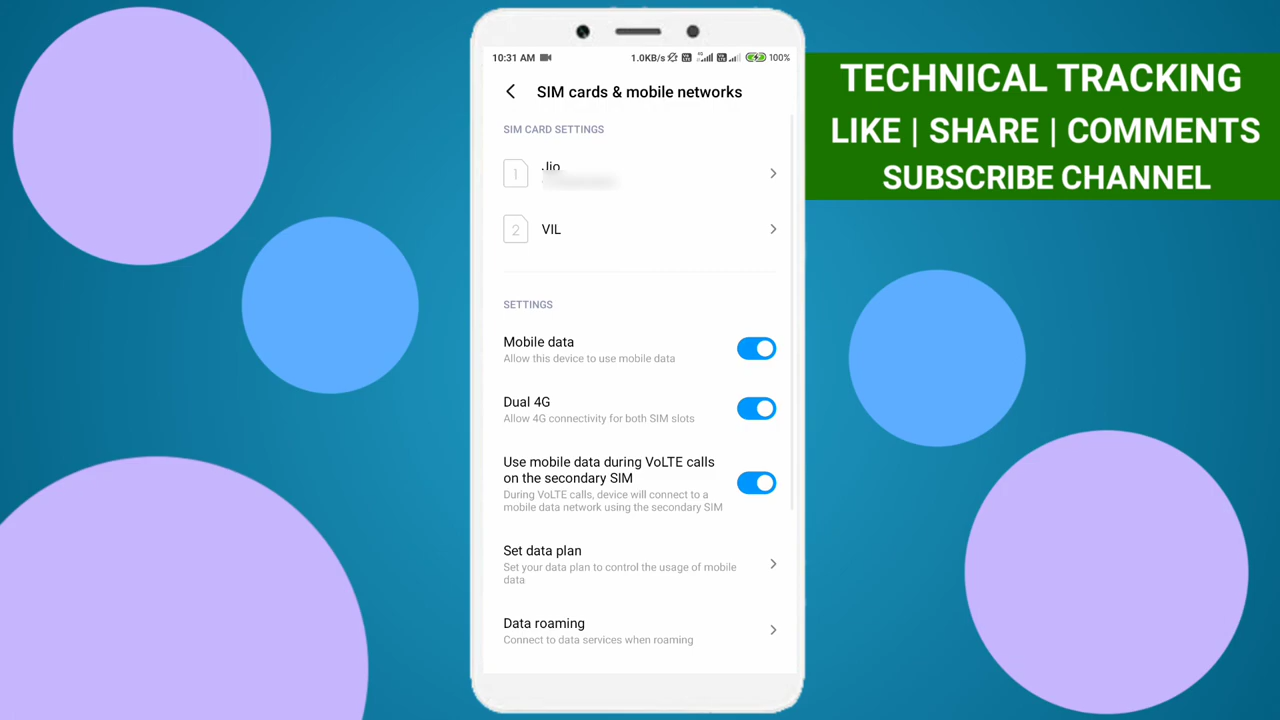 TECHNICAL TRACKING
LIKE | SHARE | COMMENTS
SUBSCRIBE CHANNEL
10:31 AM 1.0KB/s 100%
SIM cards & mobile networks
SIM CARD SETTINGS
1 Jio
2 VIL
SETTINGS
Mobile data
Allow this device to use mobile data
Dual 4G
Allow 4G connectivity for both SIM slots
Use mobile data during VoLTE calls
on the secondary SIM
During VoLTE calls, device will connect to a
mobile data network using the secondary SIM
Set data plan
Set your data plan to control the usage of mobile
data
Data roaming
Connect to data services when roaming